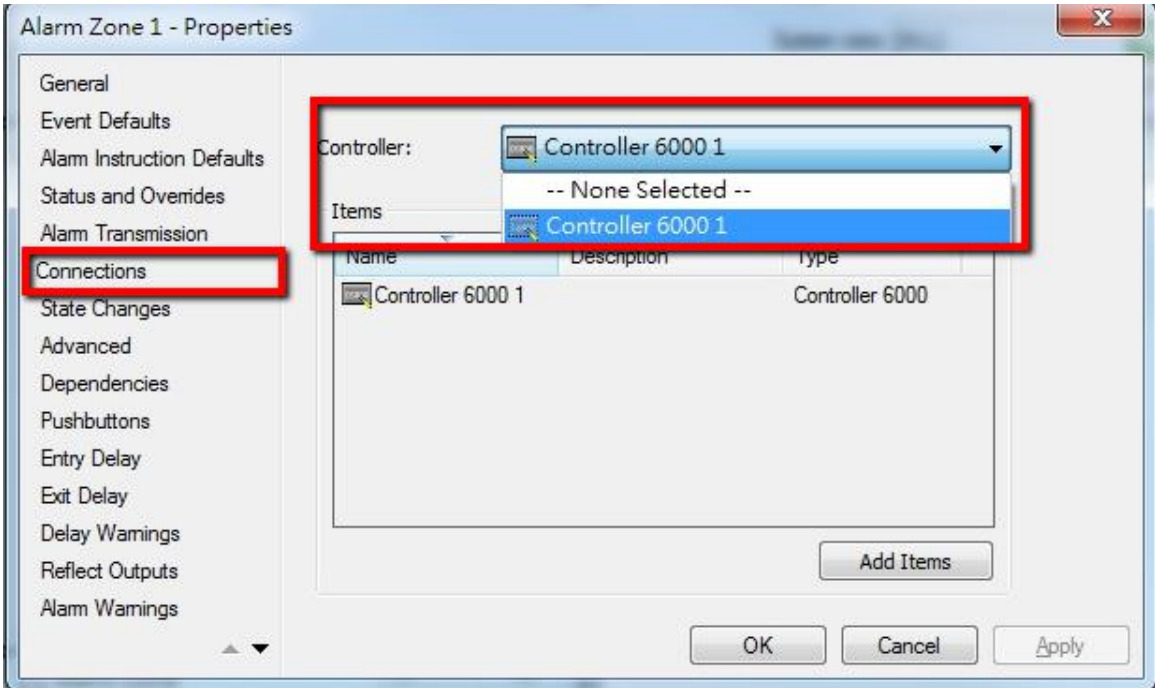 Alarm Zone 1 - Properties
General
Event Defaults
Alarm Instruction Defaults
Status and Overrides
Alarm Transmission
Connections
State Changes
Advanced
Dependencies
Pushbuttons
Entry Delay
Exit Delay
Delay Warnings
Reflect Outputs
Alarm Warnings
Controller: Controller 6000 1
-- None Selected --
Controller 6000 1
Items
Name Description Type
Controller 6000 1 Controller 6000
Add Items
OK Cancel Apply